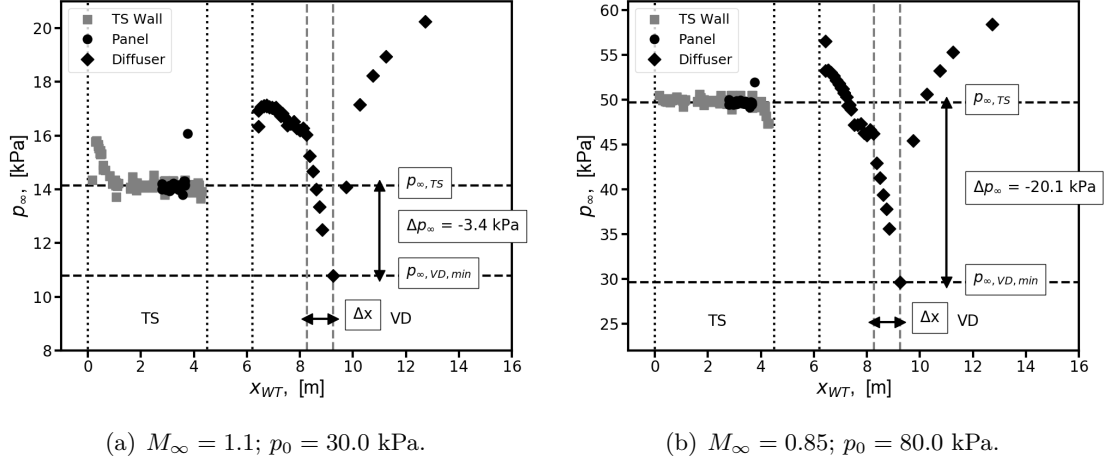 TS Wall
Panel
Diffuser
20
18
16
14
12
10
8
p∞, [kPa]
p∞,TS
Δp∞ = -3.4 kPa
p∞,VD,min
Δx
TS
VD
0 2 4 6 8 10 12 14 16
x_WT, [m]
(a) M∞ = 1.1; p0 = 30.0 kPa.
TS Wall
Panel
Diffuser
60
55
50
45
40
35
30
25
p∞, [kPa]
p∞,TS
Δp∞ = -20.1 kPa
p∞,VD,min
Δx
TS
VD
0 2 4 6 8 10 12 14 16
x_WT, [m]
(b) M∞ = 0.85; p0 = 80.0 kPa.